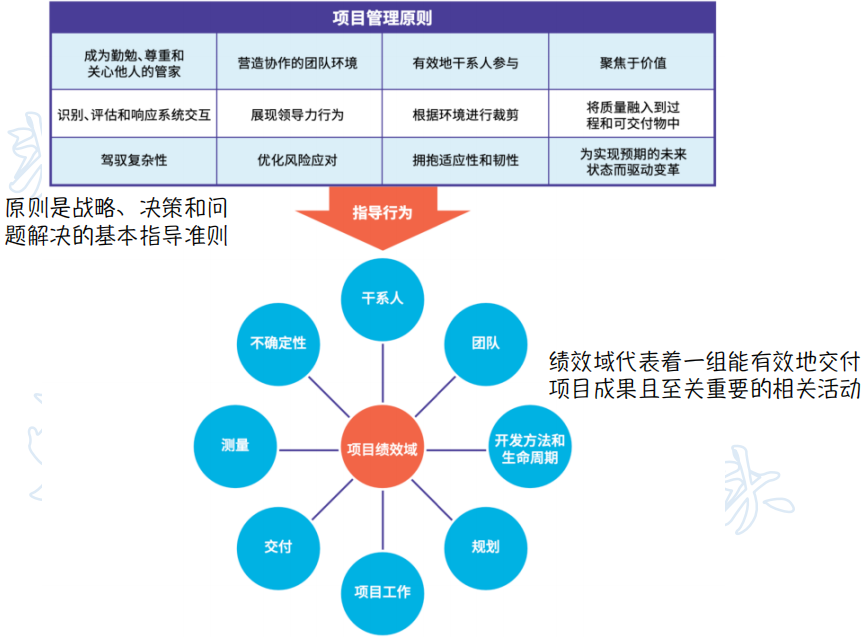 项目管理原则
成为勤勉、尊重和
关心他人的管家
营造协作的团队环境
有效地干系人参与
聚焦于价值
识别、评估和响应系统交互
展现领导力行为
根据环境进行裁剪
将质量融入到过
程和可交付物中
驾驭复杂性
优化风险应对
拥抱适应性和韧性
为实现预期的未来
状态而驱动变革
原则是战略、决策和问
题解决的基本指导准则
指导行为
干系人
不确定性
团队
绩效域代表着一组能有效地交付
项目成果且至关重要的相关活动
测量
项目绩效域
开发方法和
生命周期
交付
规划
项目工作